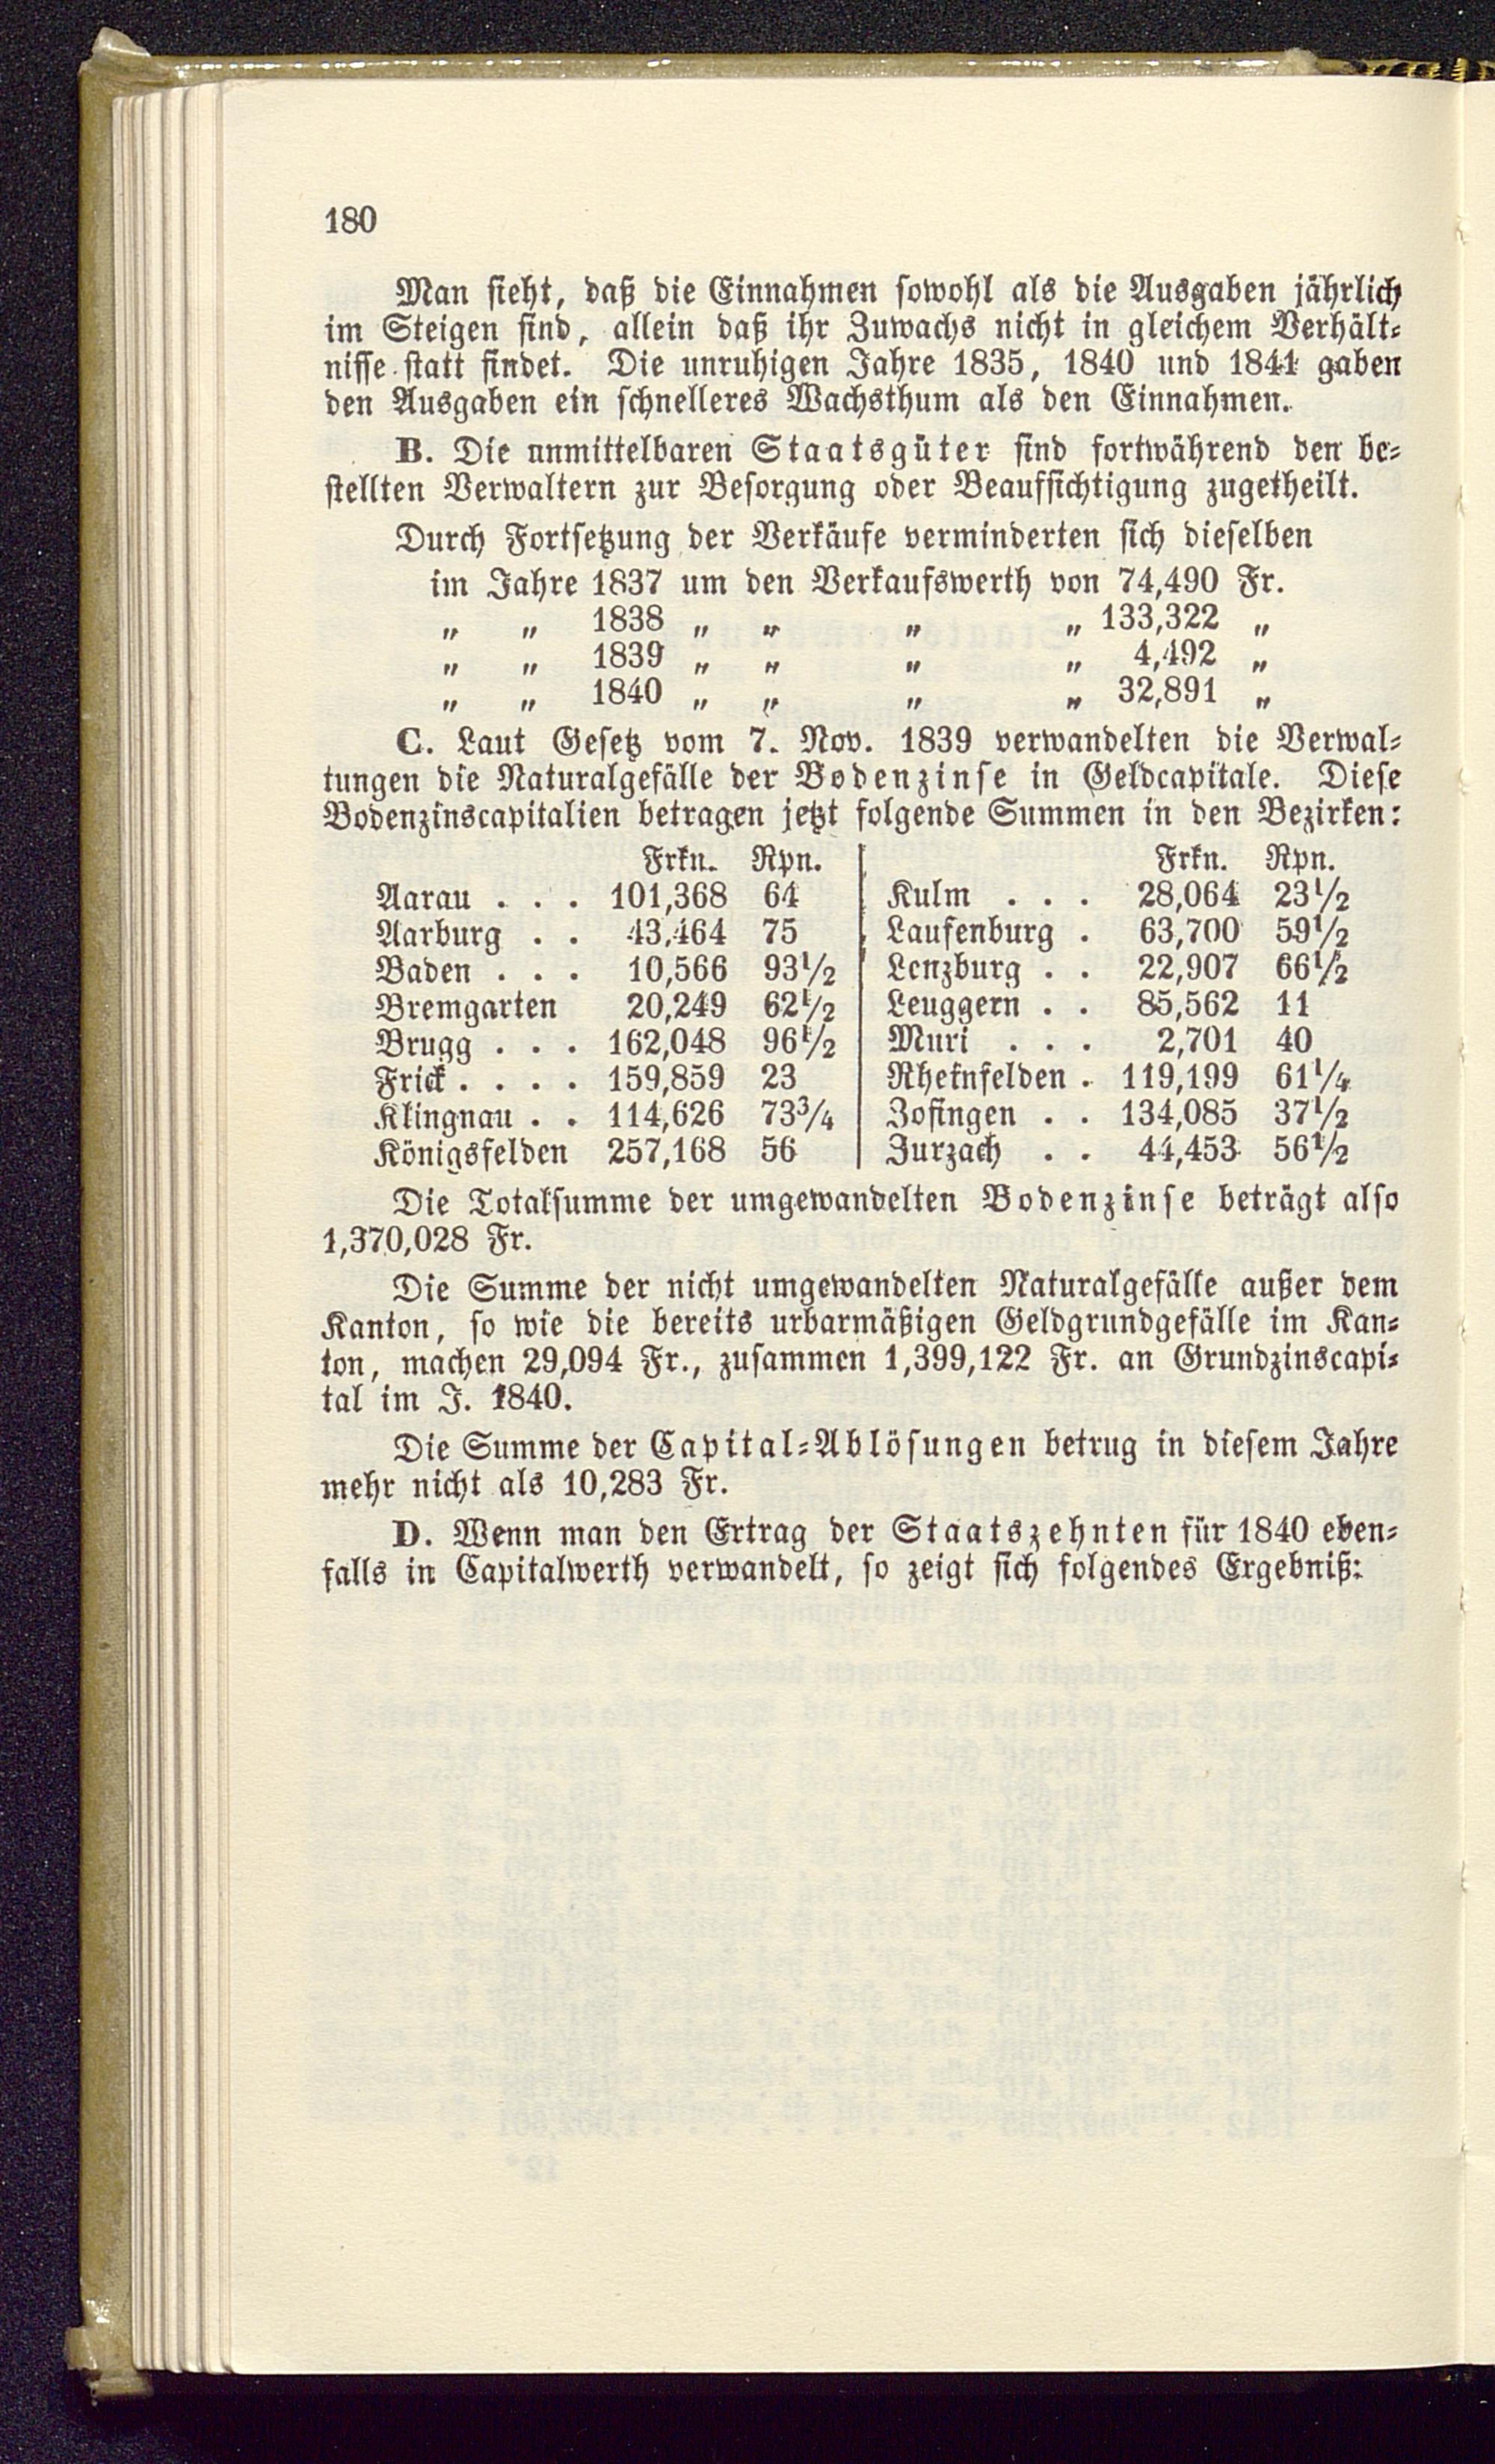 180
Man sieht, daß die Einnahmen sowohl als die Ausgaben jährlich
im Steigen sind, allein daß ihr Zuwachs nicht in gleichem Verhält-
nisse statt findet. Die unruhigen Jahre 1835, 1840 und 1841 gaben
den Ausgaben ein schnelleres Wachsthum als den Einnahmen.
B. Die unmittelbaren Staatsgüter sind fortwährend den be-
stellten Verwaltern zur Besorgung oder Beaufsichtigung zugetheilt.
Durch Fortsetzung der Verkäufe verminderten sich dieselben
im Jahre 1837 um den Verkaufswerth von 74,490 Fr.
„ „ 1838 „ „ „ „ 133,322 „
„ „ 1839 „ „ „ „ 4,492 „
„ „ 1840 „ „ „ „ 32,891 „
C. Laut Gesetz vom 7. Nov. 1839 verwandelten die Verwal-
tungen die Naturalgefälle der Bodenzinse in Geldcapitale. Diese
Bodenzinscapitalien betragen jetzt folgende Summen in den Bezirken:
Frkn. Rpn. Frkn. Rpn.
Aarau . . . 101,368 64 Kulm . . . 28,064 23½
Aarburg . . 43,464 75 Laufenburg . 63,700 59½
Baden . . . 10,566 93½ Lenzburg . . 22,907 66½
Bremgarten 20,249 62½ Leuggern . . 85,562 11
Brugg . . . 162,048 96½ Muri . . . 2,701 40
Frick . . . . 159,859 23 Rheinfelden . 119,199 61¼
Klingnau . . 114,626 73¾ Zofingen . . 134,085 37½
Königsfelden 257,168 56 Zurzach . . 44,453 56½
Die Totalsumme der umgewandelten Bodenzinse beträgt also
1,370,028 Fr.
Die Summe der nicht umgewandelten Naturalgefälle außer dem
Kanton, so wie die bereits urbarmäßigen Geldgrundgefälle im Kan-
ton, machen 29,094 Fr., zusammen 1,399,122 Fr. an Grundzinscapi-
tal im J. 1840.
Die Summe der Capital-Ablösungen betrug in diesem Jahre
mehr nicht als 10,283 Fr.
D. Wenn man den Ertrag der Staatszehnten für 1840 eben-
falls in Capitalwerth verwandelt, so zeigt sich folgendes Ergebniß: